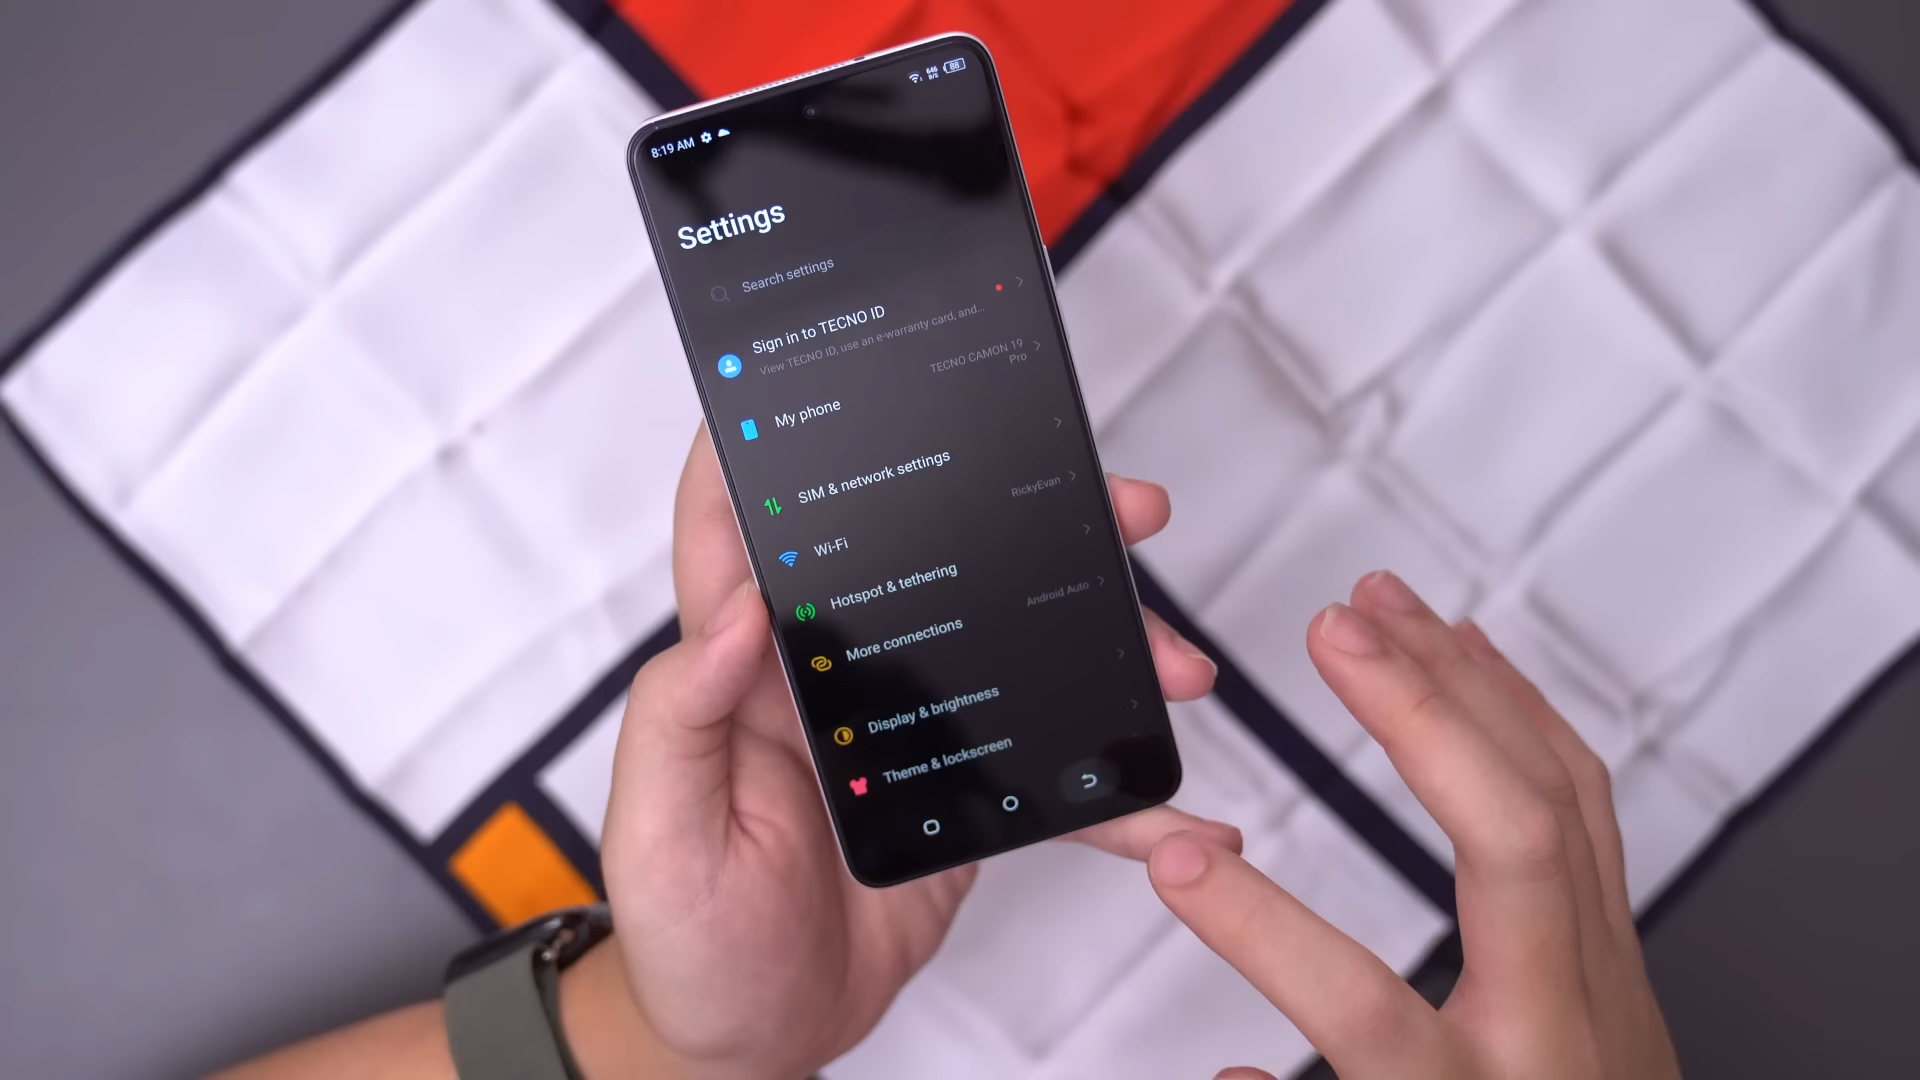 8:19 AM
646
B/S
88
Settings
Search settings
Sign in to TECNO ID
View TECNO ID, use an e-warranty card, and...
My phone
TECNO CAMON 19
Pro
SIM & network settings
Wi-Fi
RickyEvan
Hotspot & tethering
More connections
Android Auto
Display & brightness
Theme & lockscreen